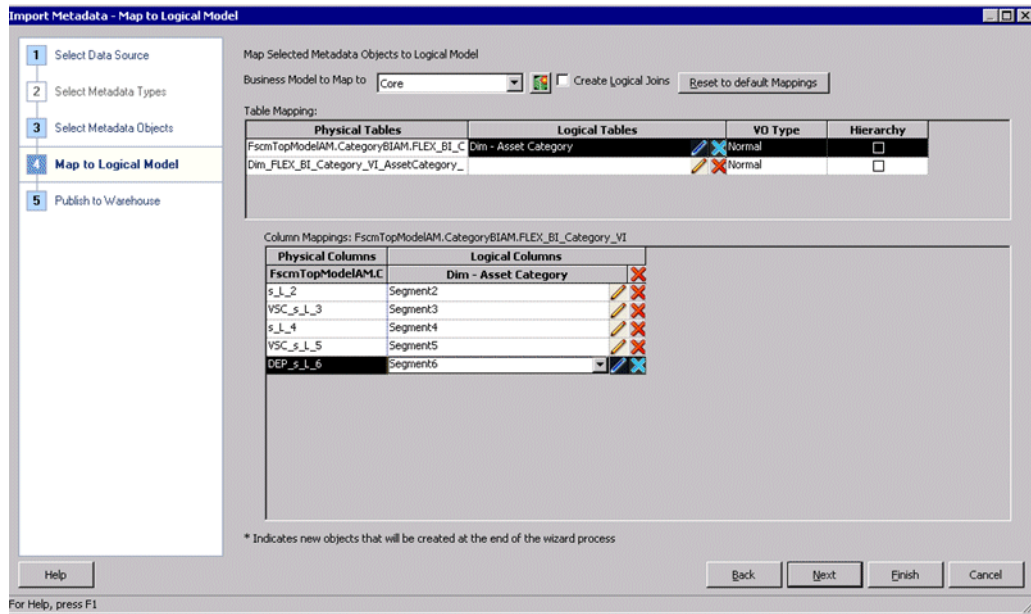 Import Metadata - Map to Logical Model
1 Select Data Source
2 Select Metadata Types
3 Select Metadata Objects
4 Map to Logical Model
5 Publish to Warehouse
Map Selected Metadata Objects to Logical Model
Business Model to Map to Core Create Logical Joins Reset to default Mappings
Table Mapping:
Physical Tables Logical Tables VO Type Hierarchy
FscmTopModelAM.CategoryBIAM.FLEX_BI_C Dim - Asset Category Normal
Dim_FLEX_BI_Category_VI_AssetCategory_ Normal
Column Mappings: FscmTopModelAM.CategoryBIAM.FLEX_BI_Category_VI
Physical Columns Logical Columns
FscmTopModelAM.C Dim - Asset Category
s_L_2 Segment2
VSC_s_L_3 Segment3
s_L_4 Segment4
VSC_s_L_5 Segment5
DEP_s_L_6 Segment6
* Indicates new objects that will be created at the end of the wizard process
Help Back Next Finish Cancel
For Help, press F1